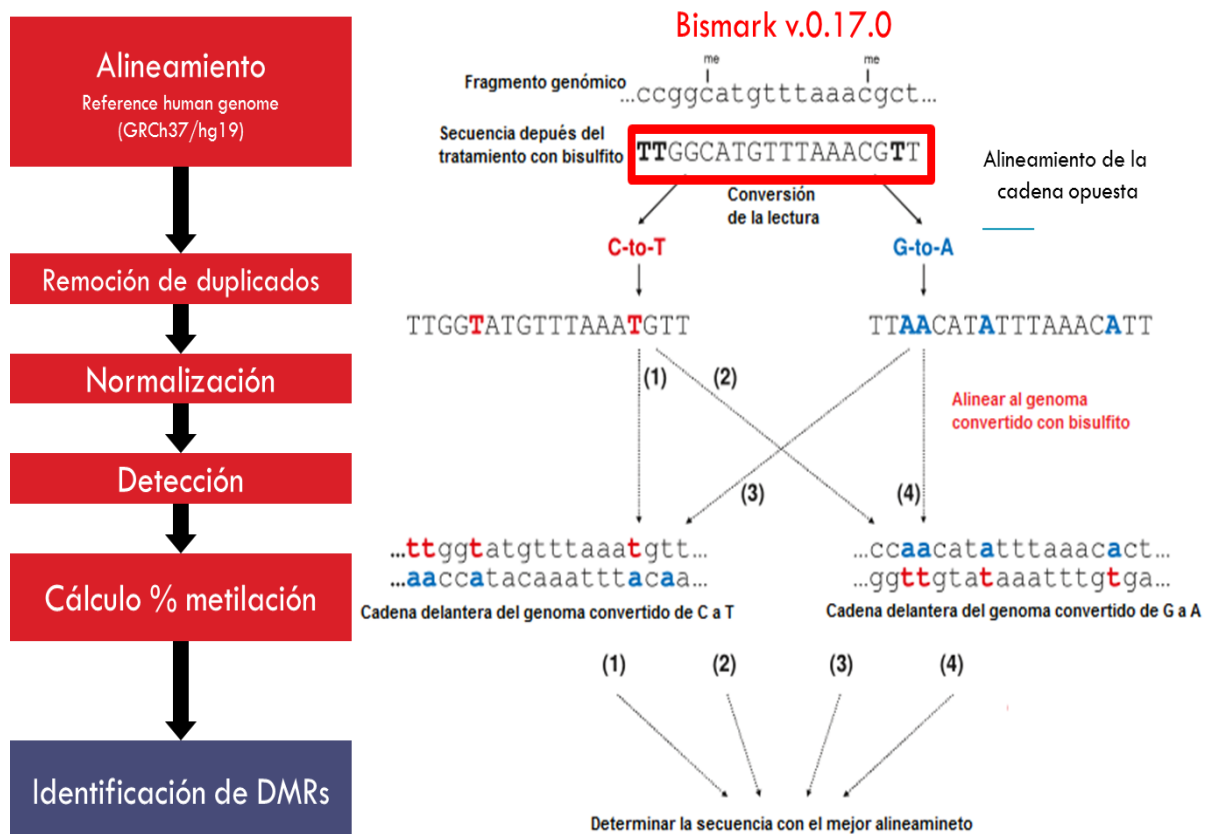 Alineamiento
Reference human genome
(GRCh37/hg19)
Remoción de duplicados
Normalización
Detección
Cálculo % metilación
Identificación de DMRs
Bismark v.0.17.0
me
me
Fragmento genómico
...ccggcatgtttaaacgct...
Secuencia depués del
tratamiento con bisulfito
TTGGCATGTTTAAACGTT
Alineamiento de la
cadena opuesta
Conversión
de la lectura
C-to-T
G-to-A
TTGGTATGTTTAAATGTT
TTAACATATTTAAACATT
(1)
(2)
Alinear al genoma
convertido con bisulfito
(3)
(4)
...ttggtatgtttaaatgtt...
...aaccatacaaatttacaa...
Cadena delantera del genoma convertido de C a T
...ccaacatatttaaacact...
...ggttgtataaatttgtga...
Cadena delantera del genoma convertido de G a A
(1)
(2)
(3)
(4)
Determinar la secuencia con el mejor alineamineto